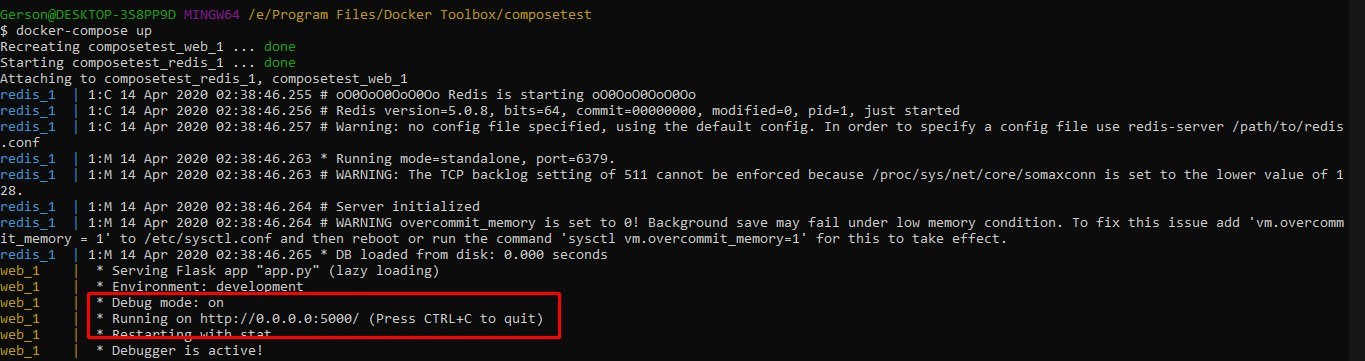 Gerson@DESKTOP-3S8PP9D MINGW64 /e/Program Files/Docker Toolbox/composetest
$ docker-compose up
Recreating composetest_web_1 ... done
Starting composetest_redis_1 ... done
Attaching to composetest_redis_1, composetest_web_1
redis_1  | 1:C 14 Apr 2020 02:38:46.255 # oO0OoO0OoO0Oo Redis is starting oO0OoO0OoO0Oo
redis_1  | 1:C 14 Apr 2020 02:38:46.256 # Redis version=5.0.8, bits=64, commit=00000000, modified=0, pid=1, just started
redis_1  | 1:C 14 Apr 2020 02:38:46.257 # Warning: no config file specified, using the default config. In order to specify a config file use redis-server /path/to/redis
.conf
redis_1  | 1:M 14 Apr 2020 02:38:46.263 * Running mode=standalone, port=6379.
redis_1  | 1:M 14 Apr 2020 02:38:46.263 # WARNING: The TCP backlog setting of 511 cannot be enforced because /proc/sys/net/core/somaxconn is set to the lower value of 1
28.
redis_1  | 1:M 14 Apr 2020 02:38:46.264 # Server initialized
redis_1  | 1:M 14 Apr 2020 02:38:46.264 # WARNING overcommit_memory is set to 0! Background save may fail under low memory condition. To fix this issue add 'vm.overcomm
it_memory = 1' to /etc/sysctl.conf and then reboot or run the command 'sysctl vm.overcommit_memory=1' for this to take effect.
redis_1  | 1:M 14 Apr 2020 02:38:46.265 * DB loaded from disk: 0.000 seconds
web_1    |  * Serving Flask app "app.py" (lazy loading)
web_1    |  * Environment: development
web_1    |  * Debug mode: on
web_1    |  * Running on http://0.0.0.0:5000/ (Press CTRL+C to quit)
web_1    |  * Restarting with stat
web_1    |  * Debugger is active!